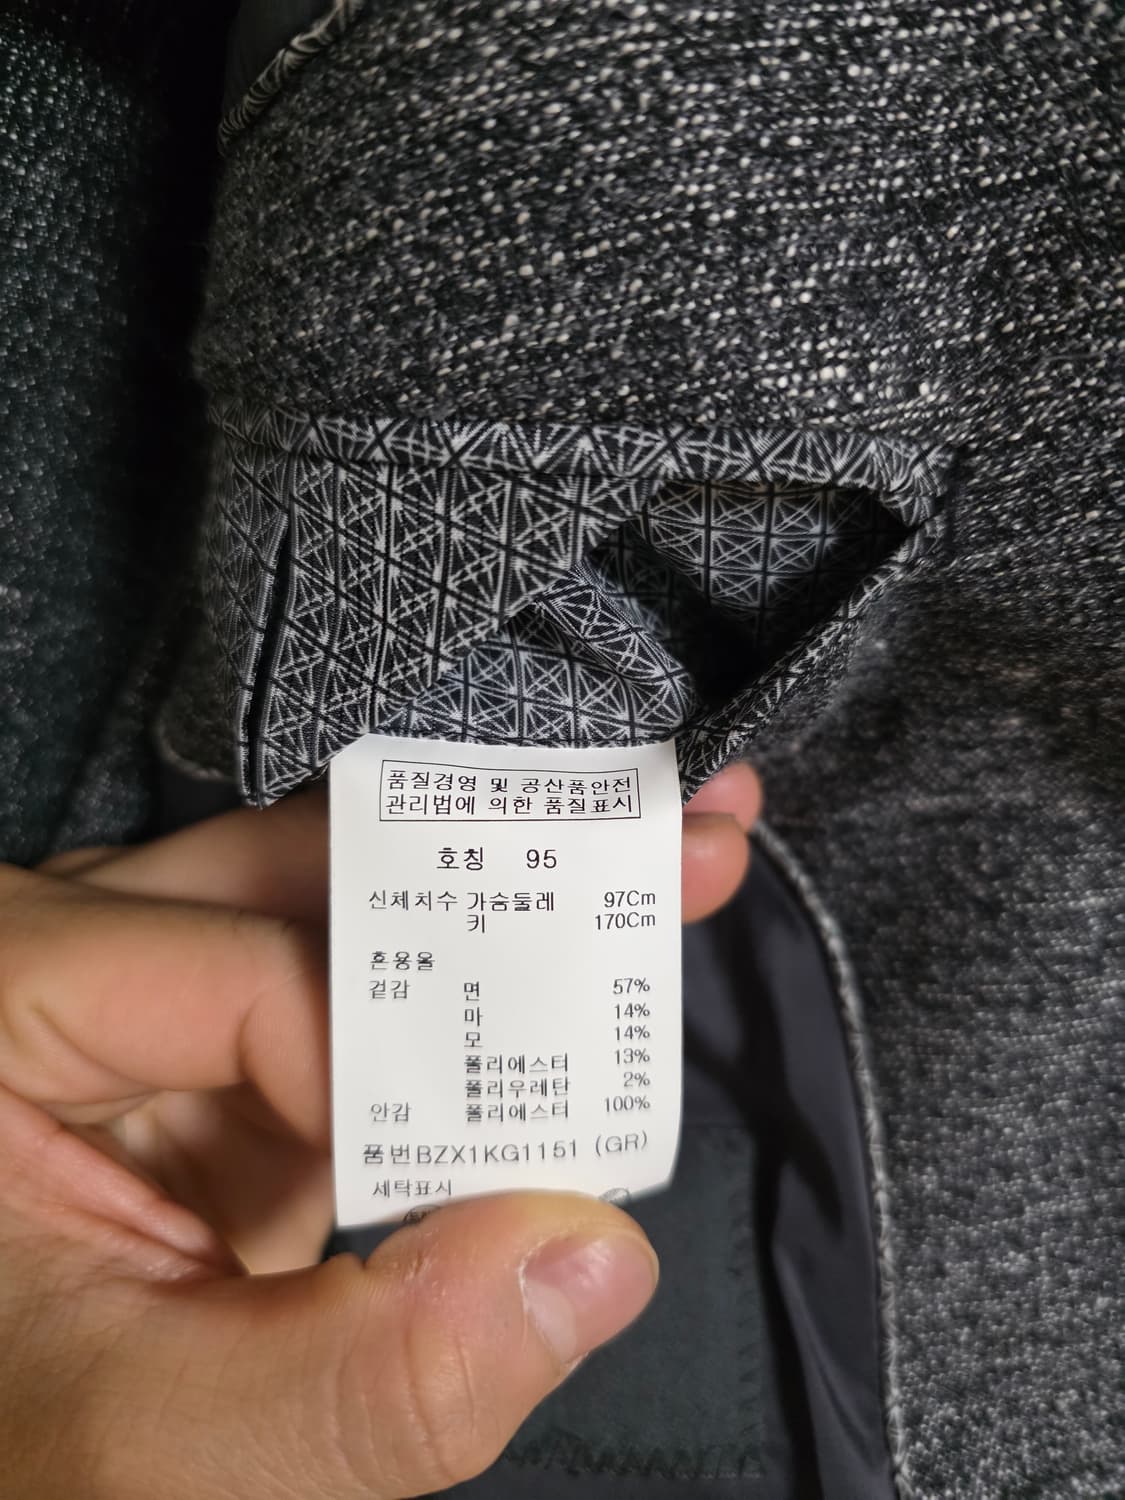 품질경영 및 공산품안전
관리법에 의한 품질표시
호칭 95
신체치수 가슴둘레 97Cm
키 170Cm
혼용율
겉감 면 57%
마 14%
모 14%
폴리에스터 13%
폴리우레탄 2%
안감 폴리에스터 100%
품번BZX1KG1151 (GR)
세탁표시